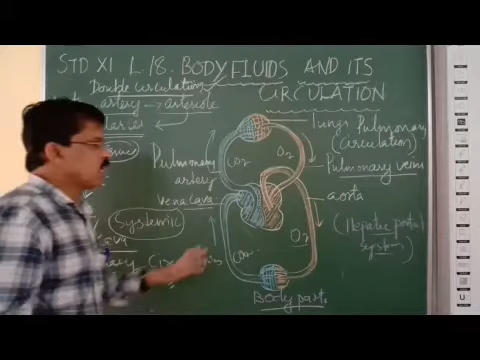 STD XI L.18. BODY FLUIDS AND ITS
CIRCULATION
Double circulation
artery → arteriole
lungs Pulmonary
(circulation)
CO2
O2
Pulmonary
artery
Pulmonary veins
vena cava
aorta
Systemic
(Hepatic portal
system)
O2
CO2
Body parts
U